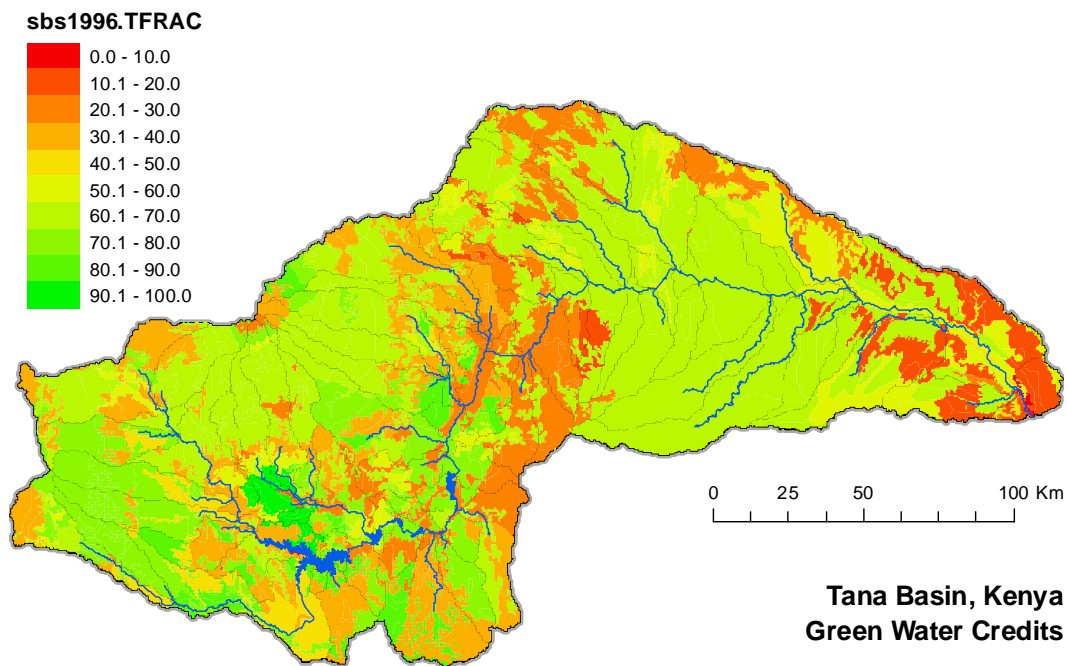 sbs1996.TFRAC
0.0 - 10.0
10.1 - 20.0
20.1 - 30.0
30.1 - 40.0
40.1 - 50.0
50.1 - 60.0
60.1 - 70.0
70.1 - 80.0
80.1 - 90.0
90.1 - 100.0
0 25 50 100 Km
Tana Basin, Kenya
Green Water Credits